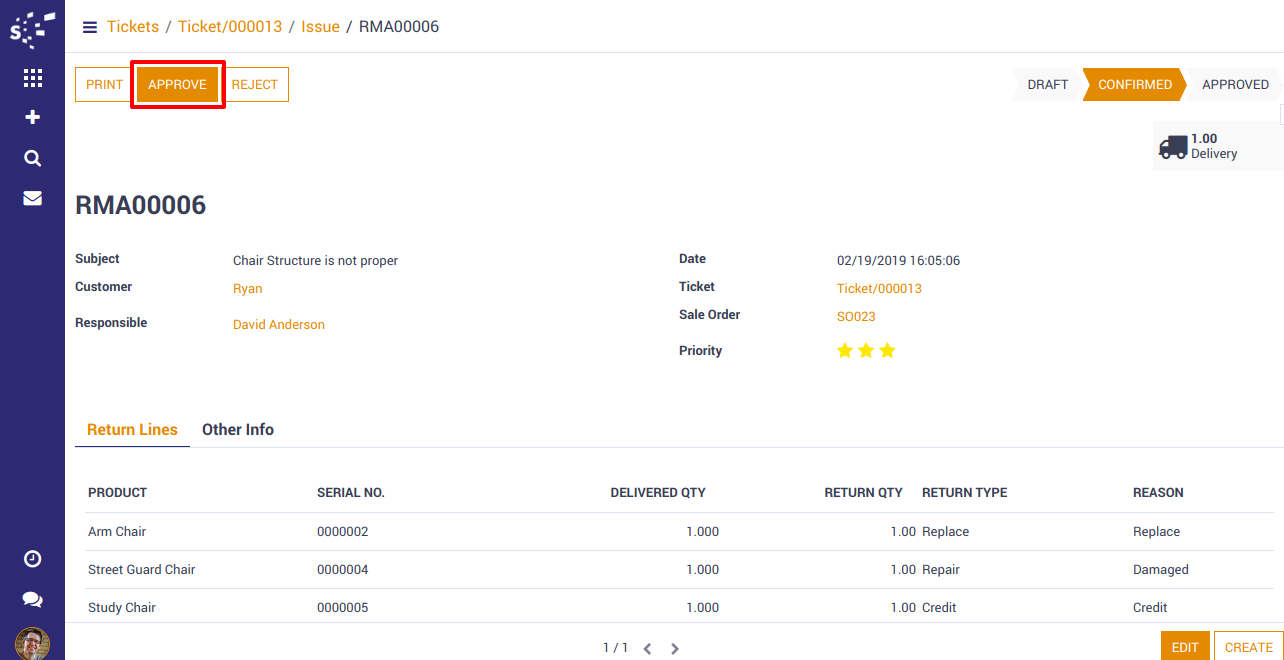 Tickets / Ticket/000013 / Issue / RMA00006
PRINT APPROVE REJECT DRAFT CONFIRMED APPROVED
1.00
Delivery
RMA00006
Subject Chair Structure is not proper Date 02/19/2019 16:05:06
Customer Ryan Ticket Ticket/000013
Sale Order SO023
Responsible David Anderson
Priority
Return Lines Other Info
PRODUCT SERIAL NO. DELIVERED QTY RETURN QTY RETURN TYPE REASON
Arm Chair 0000002 1.000 1.00 Replace Replace
Street Guard Chair 0000004 1.000 1.00 Repair Damaged
Study Chair 0000005 1.000 1.00 Credit Credit
1 / 1 EDIT CREATE